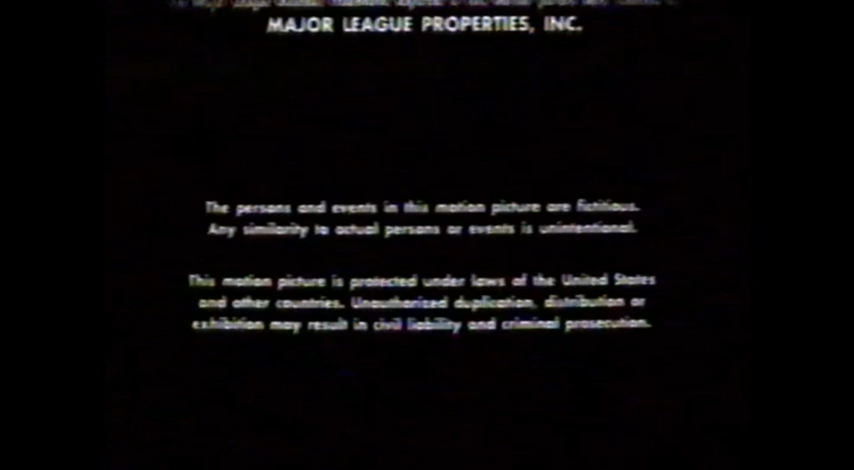 MAJOR LEAGUE PROPERTIES, INC.
The persons and events in this motion picture are fictitious.
Any similarity to actual persons or events is unintentional.
This motion picture is protected under laws of the United States
and other countries. Unauthorized duplication, distribution or
exhibition may result in civil liability and criminal prosecution.